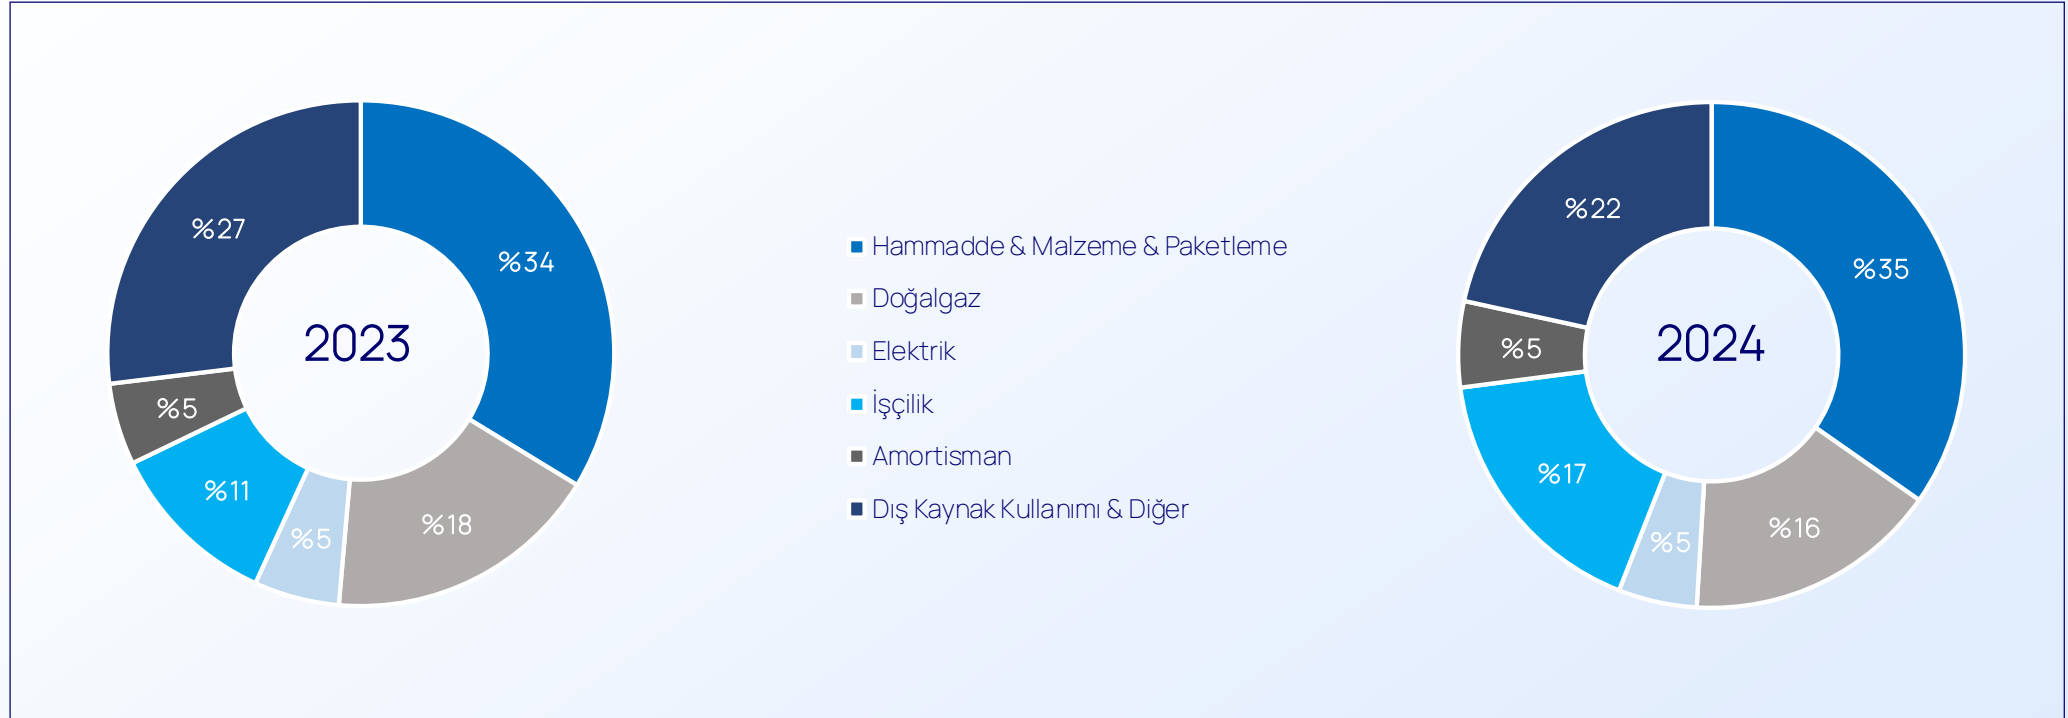 2023
%34
%18
%5
%11
%5
%27
Hammadde & Malzeme & Paketleme
Doğalgaz
Elektrik
İşçilik
Amortisman
Dış Kaynak Kullanımı & Diğer
2024
%35
%16
%5
%17
%5
%22